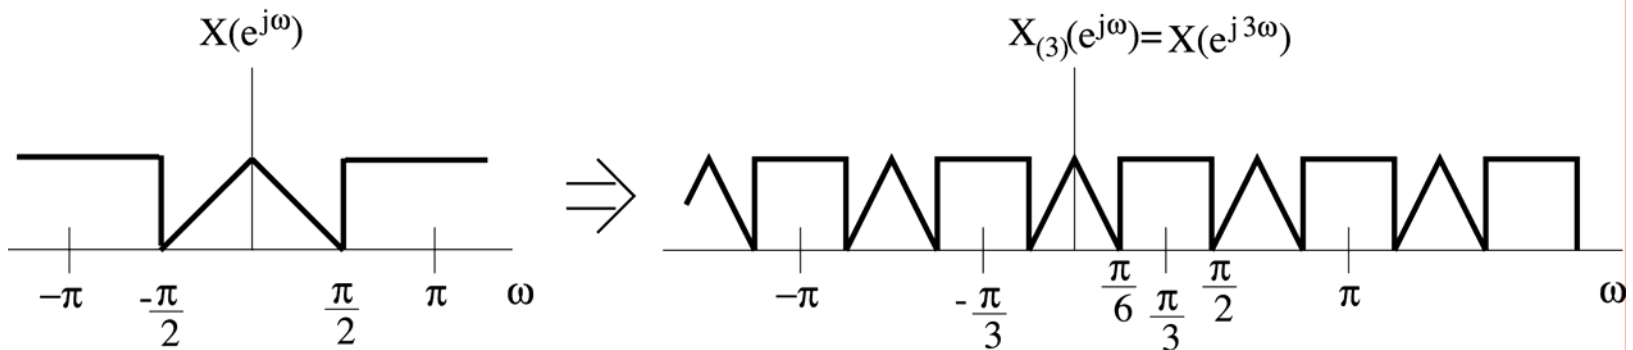 X(e^{jω})
X_{(3)}(e^{jω})=X(e^{j3ω})
−π
-π/2
π/2
π
ω
−π
-π/3
π/6
π/3
π/2
π
ω